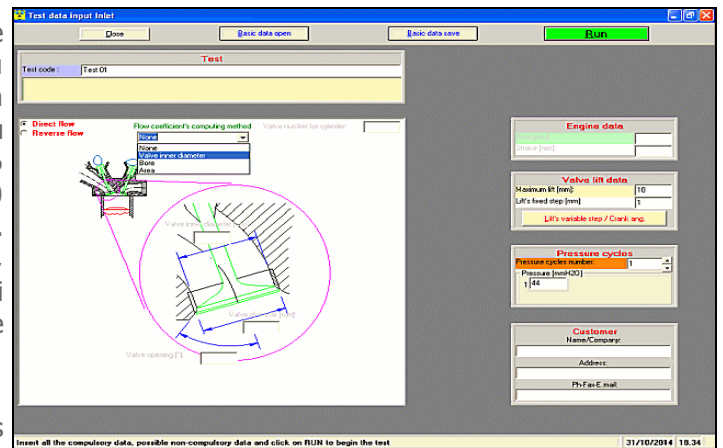 Test data input Inlet
Close
Basic data open
Basic data save
Run
Test
Test code :
Test 01
Direct flow
Reverse flow
Flow coefficient's computing method
Valve number for cylinder:
None
None
Valve inner diameter
Bore
Area
Valve inner diameter
Valve opening [°]
Engine data
Stroke [mm]:
Valve lift data
Maximum lift [mm]:
10
Lift's fixed step [mm]
1
Lift's variable step / Crank ang.
Pressure cycles
Pressure cycles number:
1
Pressure [mmH2O]
1
44
Customer
Name/Company:
Address:
Ph-Fax-E.mail:
Insert all the compulsory data, possible non-compulsory data and click on RUN to begin the test
31/10/2014
18.34